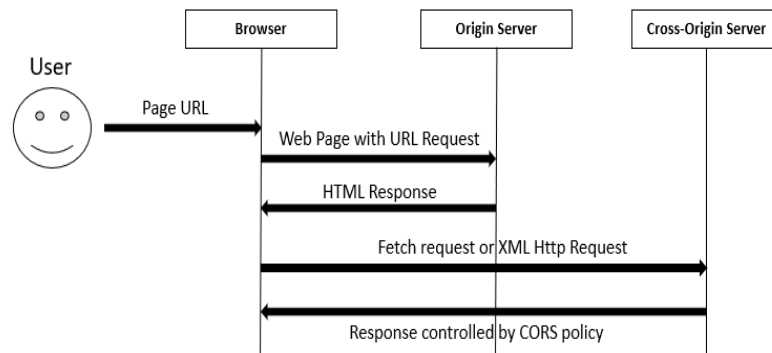 Browser
Origin Server
Cross-Origin Server
User
Page URL
Web Page with URL Request
HTML Response
Fetch request or XML Http Request
Response controlled by CORS policy